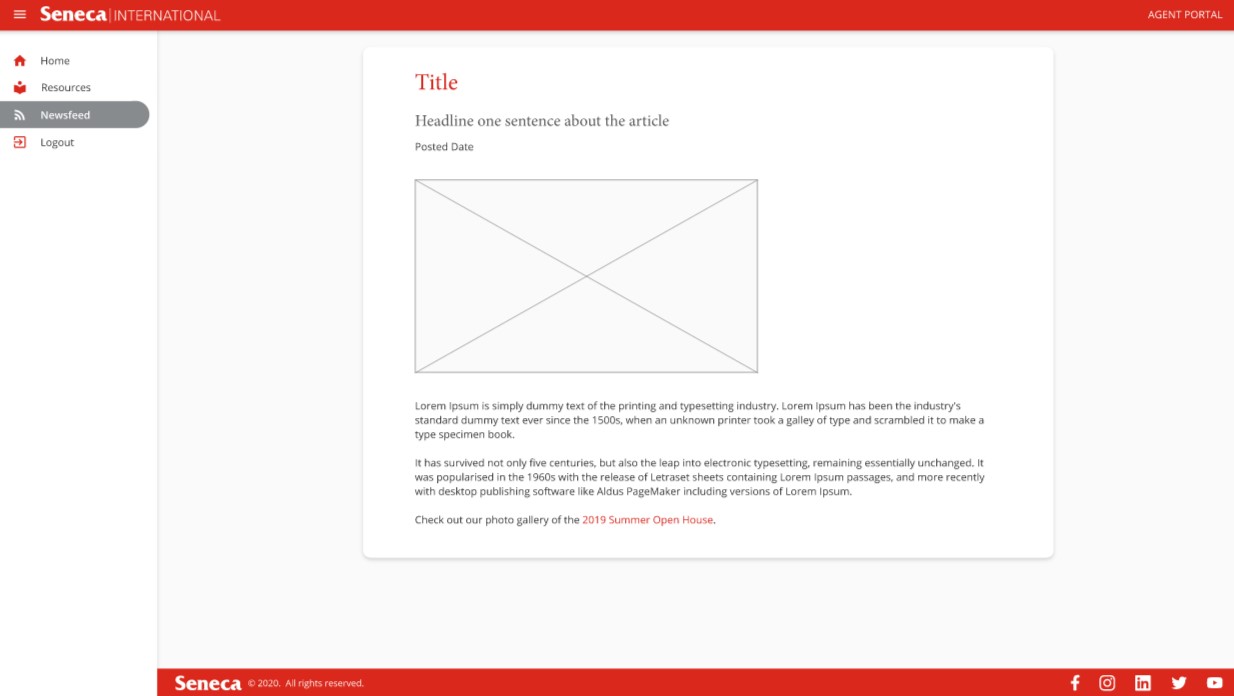 Seneca|INTERNATIONAL
AGENT PORTAL
Home
Resources
Newsfeed
Logout
Title
Headline one sentence about the article
Posted Date
Lorem Ipsum is simply dummy text of the printing and typesetting industry. Lorem Ipsum has been the industry's
standard dummy text ever since the 1500s, when an unknown printer took a galley of type and scrambled it to make a
type specimen book.
It has survived not only five centuries, but also the leap into electronic typesetting, remaining essentially unchanged. It
was popularised in the 1960s with the release of Letraset sheets containing Lorem Ipsum passages, and more recently
with desktop publishing software like Aldus PageMaker including versions of Lorem Ipsum.
Check out our photo gallery of the 2019 Summer Open House.
Seneca © 2020. All rights reserved.